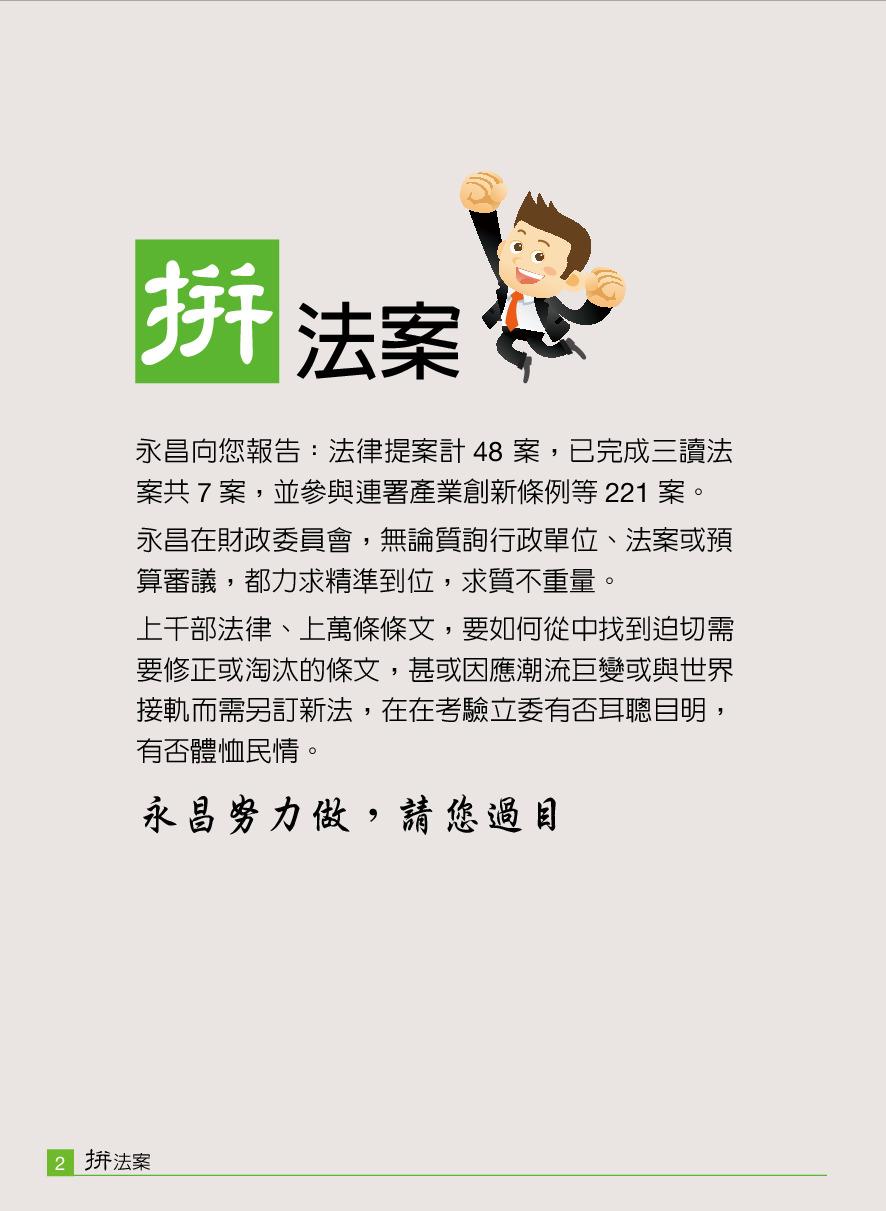 拚法案
永昌向您報告：法律提案計 48 案，已完成三讀法
案共 7 案，並參與連署產業創新條例等 221 案。
永昌在財政委員會，無論質詢行政單位、法案或預
算審議，都力求精準到位，求質不重量。
上千部法律、上萬條條文，要如何從中找到迫切需
要修正或淘汰的條文，甚或因應潮流巨變或與世界
接軌而需另訂新法，在在考驗立委有否耳聰目明，
有否體恤民情。
永昌努力做，請您過目
2 拚法案